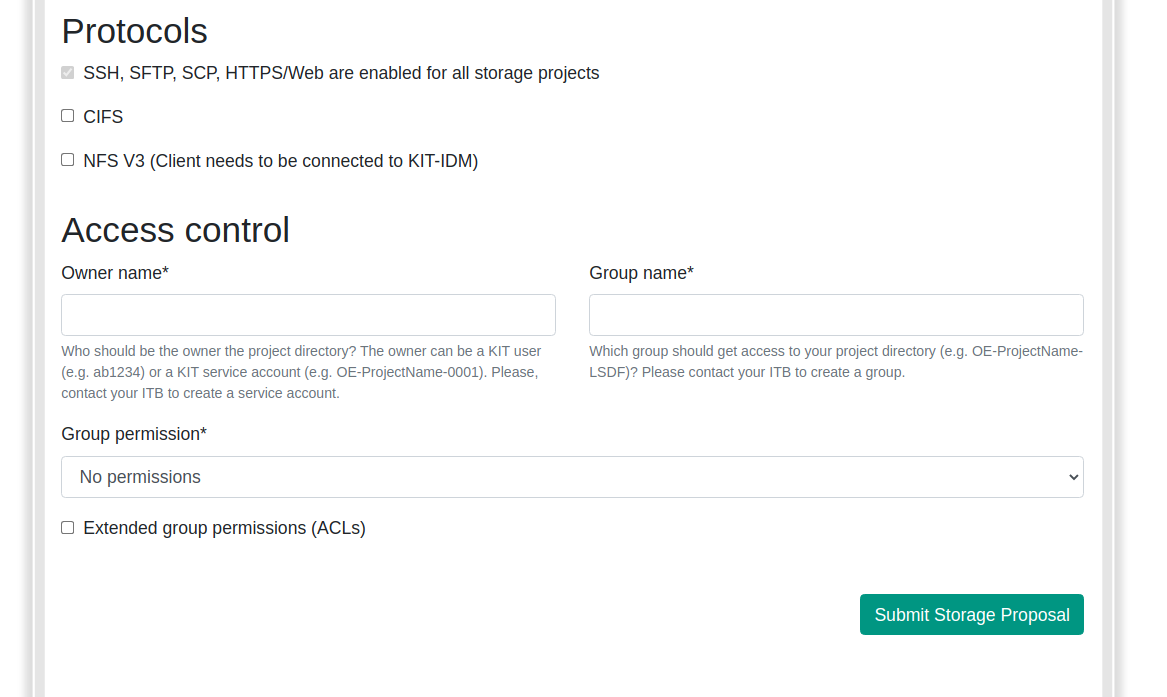 Protocols
SSH, SFTP, SCP, HTTPS/Web are enabled for all storage projects
CIFS
NFS V3 (Client needs to be connected to KIT-IDM)
Access control
Owner name*
Who should be the owner the project directory? The owner can be a KIT user
(e.g. ab1234) or a KIT service account (e.g. OE-ProjectName-0001). Please,
contact your ITB to create a service account.
Group name*
Which group should get access to your project directory (e.g. OE-ProjectName-
LSDF)? Please contact your ITB to create a group.
Group permission*
No permissions
Extended group permissions (ACLs)
Submit Storage Proposal